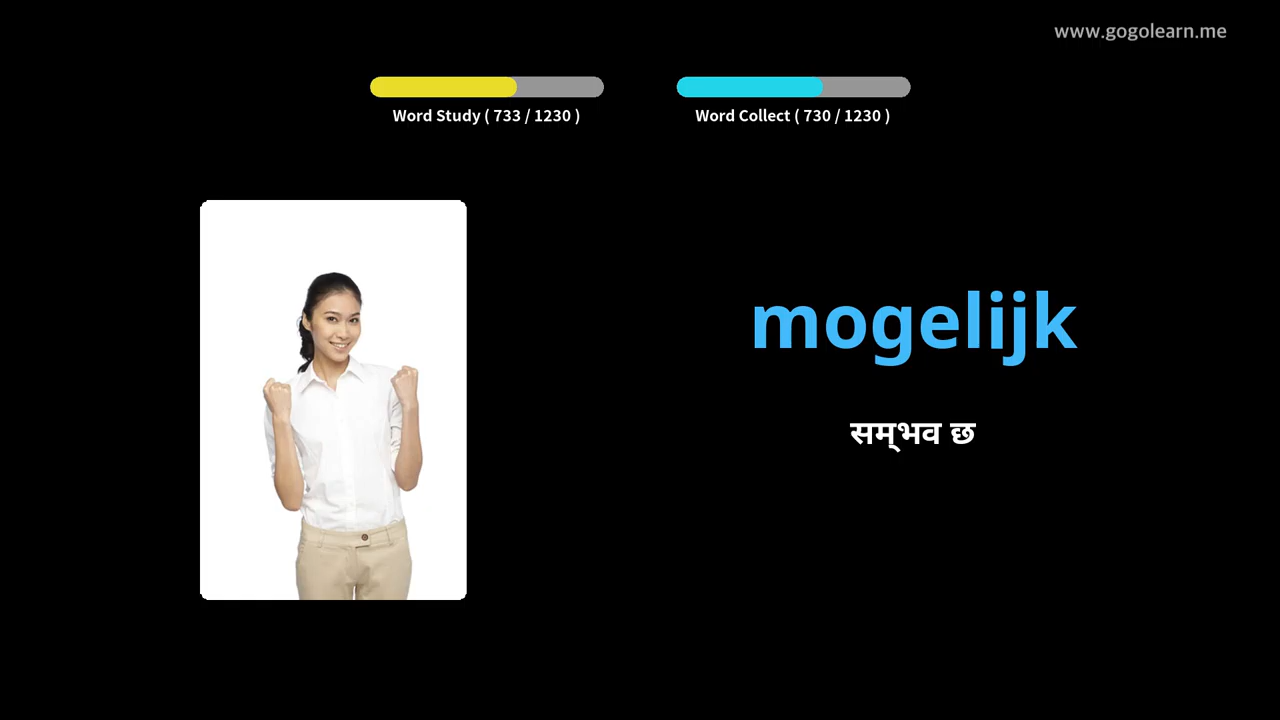 www.gogolearn.me
Word Study ( 733 / 1230 )
Word Collect ( 730 / 1230 )
mogelijk
सम्भव छ